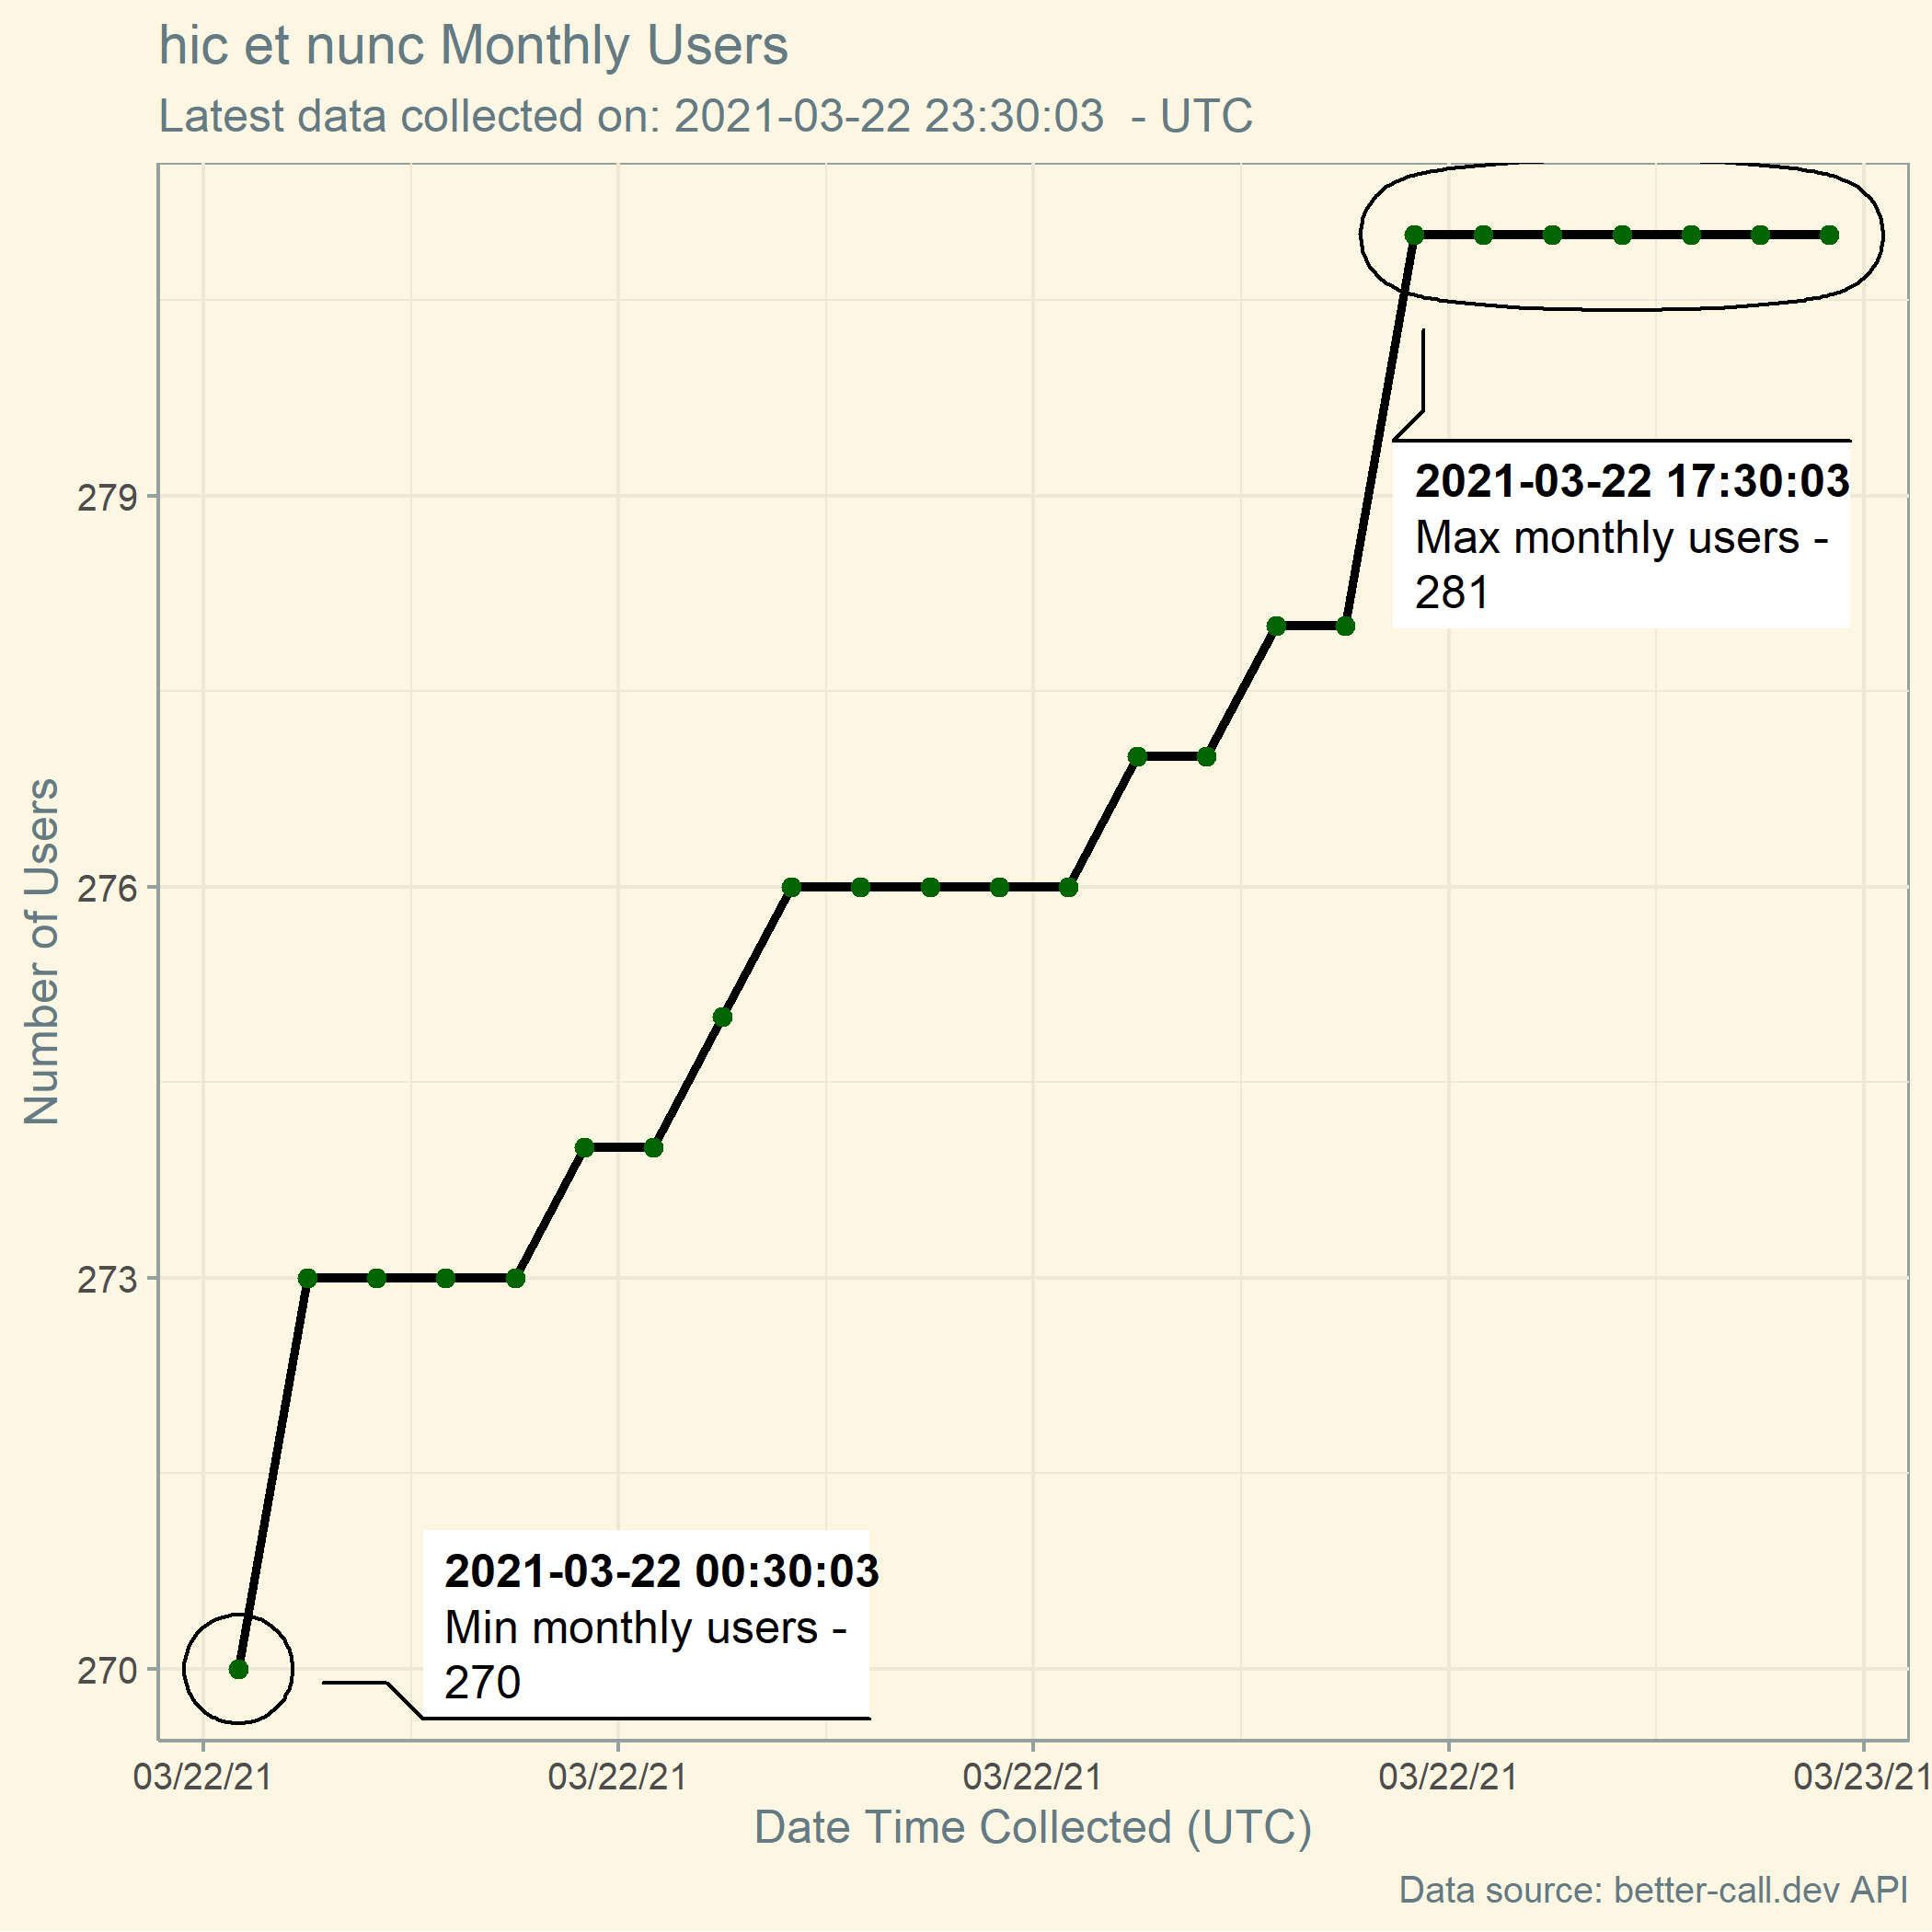 hic et nunc Monthly Users
Latest data collected on: 2021-03-22 23:30:03  - UTC
2021-03-22 17:30:03
Max monthly users -
281
279
276
273
270
Number of Users
2021-03-22 00:30:03
Min monthly users -
270
03/22/21 03/22/21 03/22/21 03/22/21 03/23/21
Date Time Collected (UTC)
Data source: better-call.dev API